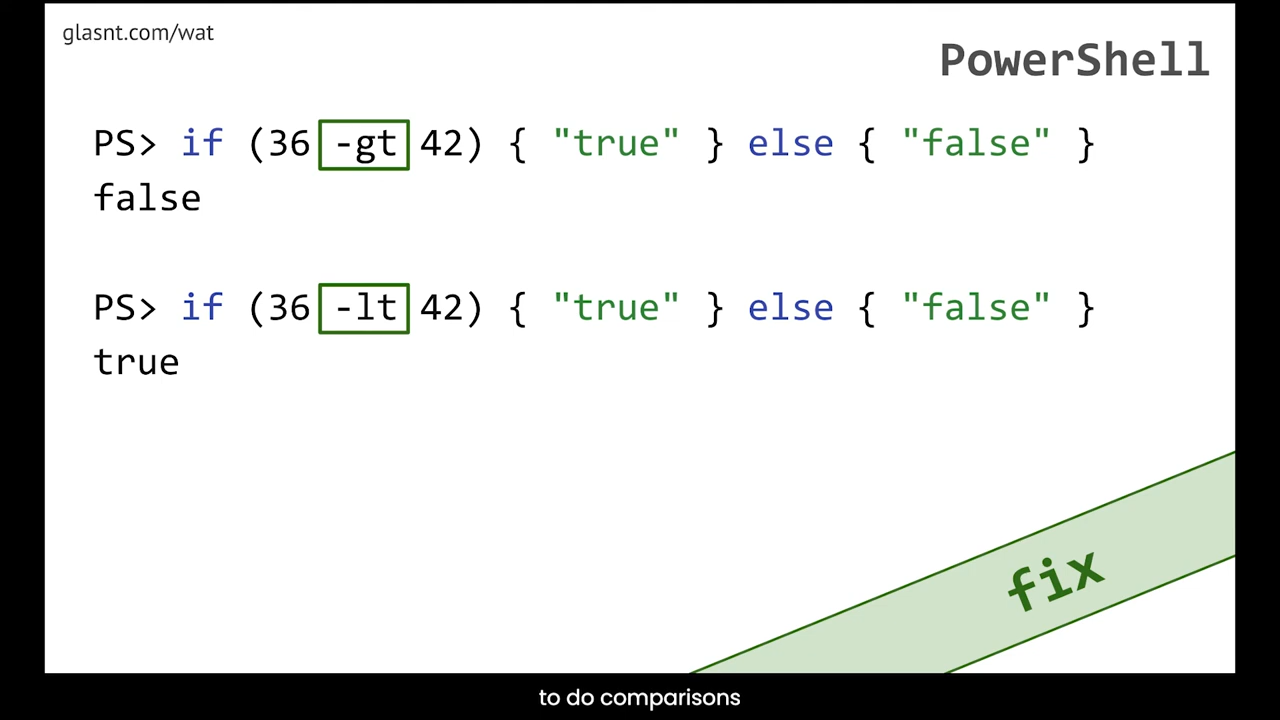 glasnt.com/wat
PowerShell
PS> if (36 -gt 42) { "true" } else { "false" }
false
PS> if (36 -lt 42) { "true" } else { "false" }
true
fix
to do comparisons